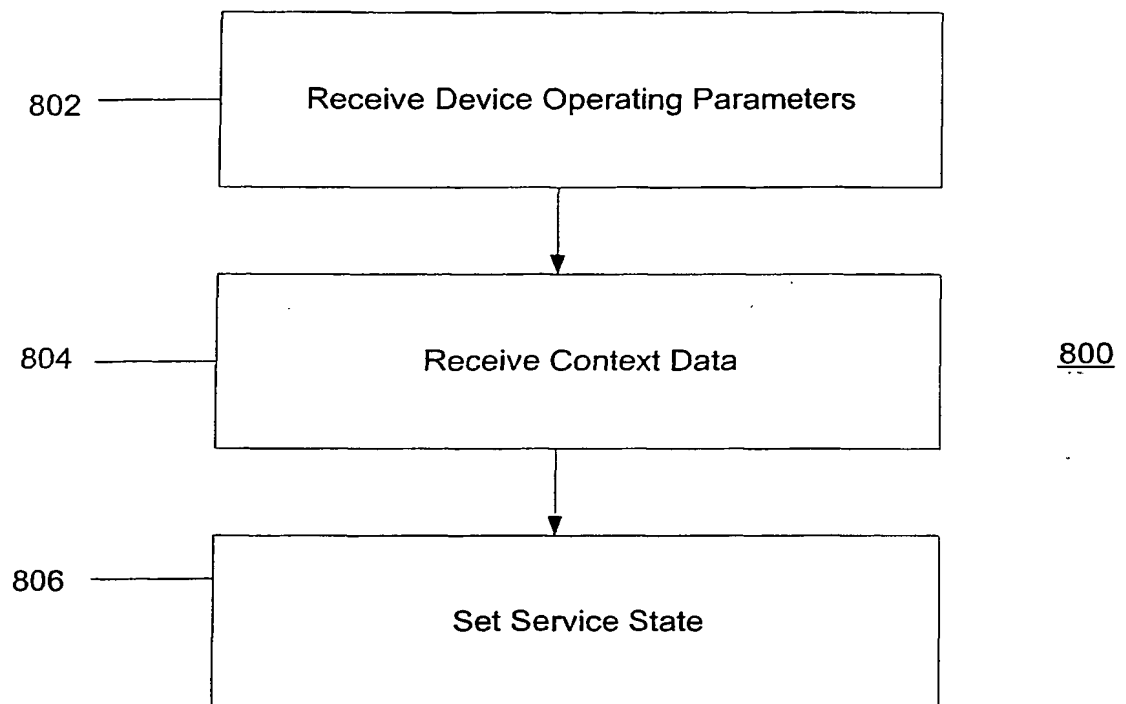 802
Receive Device Operating Parameters
804
Receive Context Data
800
806
Set Service State